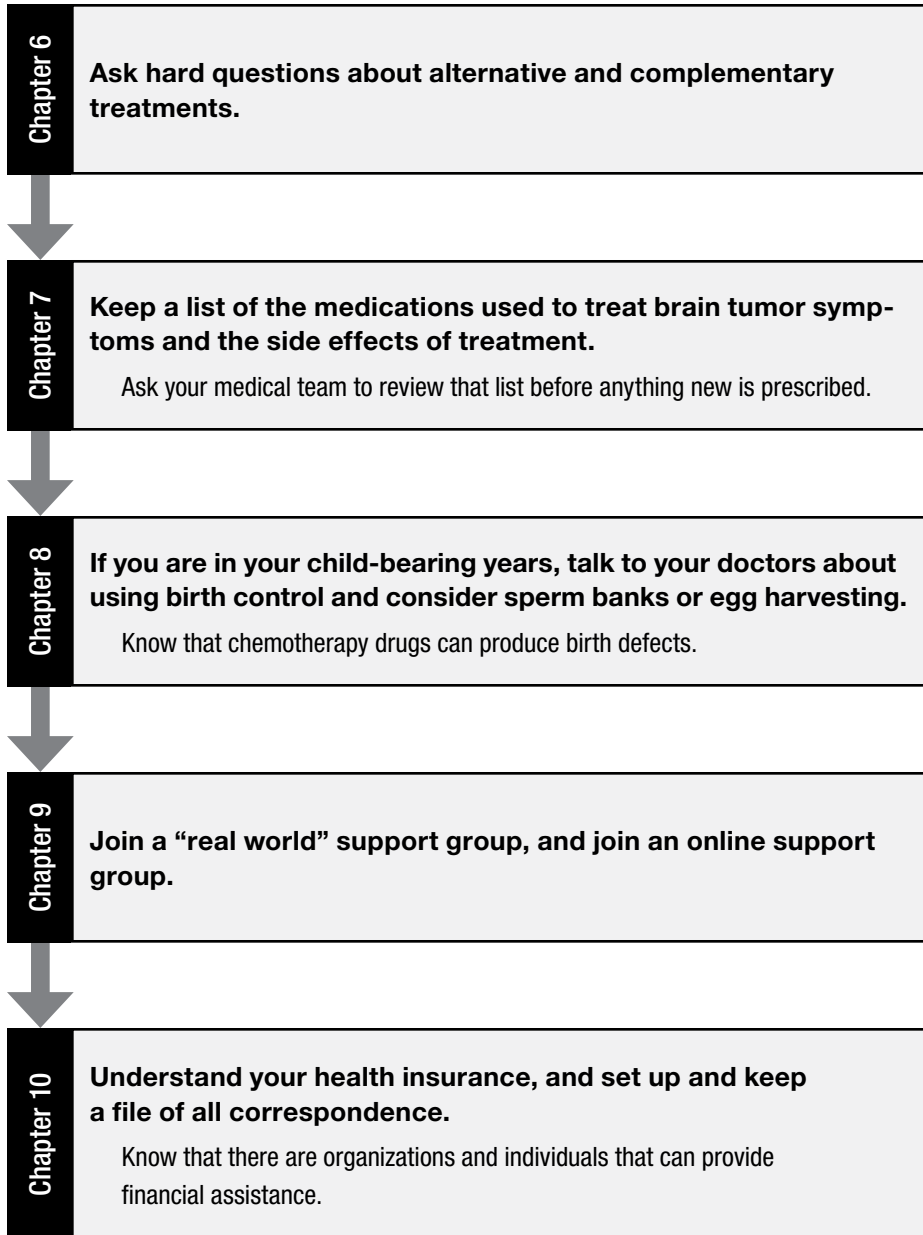 Chapter 6
Ask hard questions about alternative and complementary
treatments.
Chapter 7
Keep a list of the medications used to treat brain tumor symp-
toms and the side effects of treatment.
Ask your medical team to review that list before anything new is prescribed.
Chapter 8
If you are in your child-bearing years, talk to your doctors about
using birth control and consider sperm banks or egg harvesting.
Know that chemotherapy drugs can produce birth defects.
Chapter 9
Join a “real world” support group, and join an online support
group.
Chapter 10
Understand your health insurance, and set up and keep
a file of all correspondence.
Know that there are organizations and individuals that can provide
financial assistance.